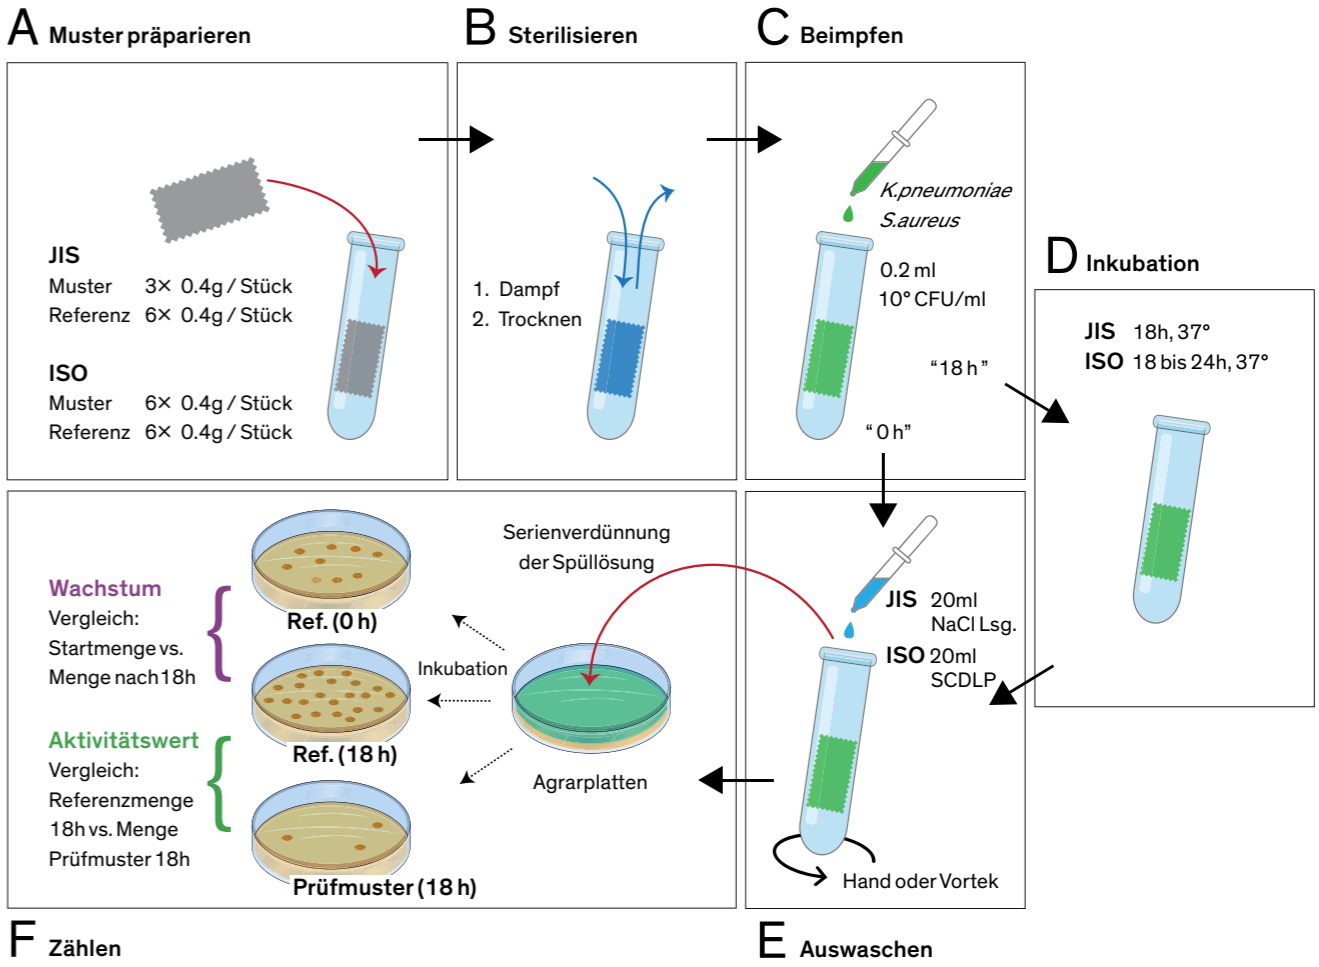 A Muster präparieren
JIS
Muster 3× 0.4g / Stück
Referenz 6× 0.4g / Stück
ISO
Muster 6× 0.4g / Stück
Referenz 6× 0.4g / Stück
B Sterilisieren
1. Dampf
2. Trocknen
C Beimpfen
K.pneumoniae
S.aureus
0.2 ml
10° CFU/ml
“18 h”
“0 h”
D Inkubation
JIS 18h, 37°
ISO 18 bis 24h, 37°
JIS 20ml
NaCl Lsg.
ISO 20ml
SCDLP
Hand oder Vortek
E Auswaschen
Serienverdünnung
der Spüllösung
Inkubation
Agrarplatten
Ref. (0 h)
Ref. (18 h)
Prüfmuster (18 h)
Wachstum
Vergleich:
Startmenge vs.
Menge nach 18h
Aktivitätswert
Vergleich:
Referenzmenge
18h vs. Menge
Prüfmuster 18h
F Zählen